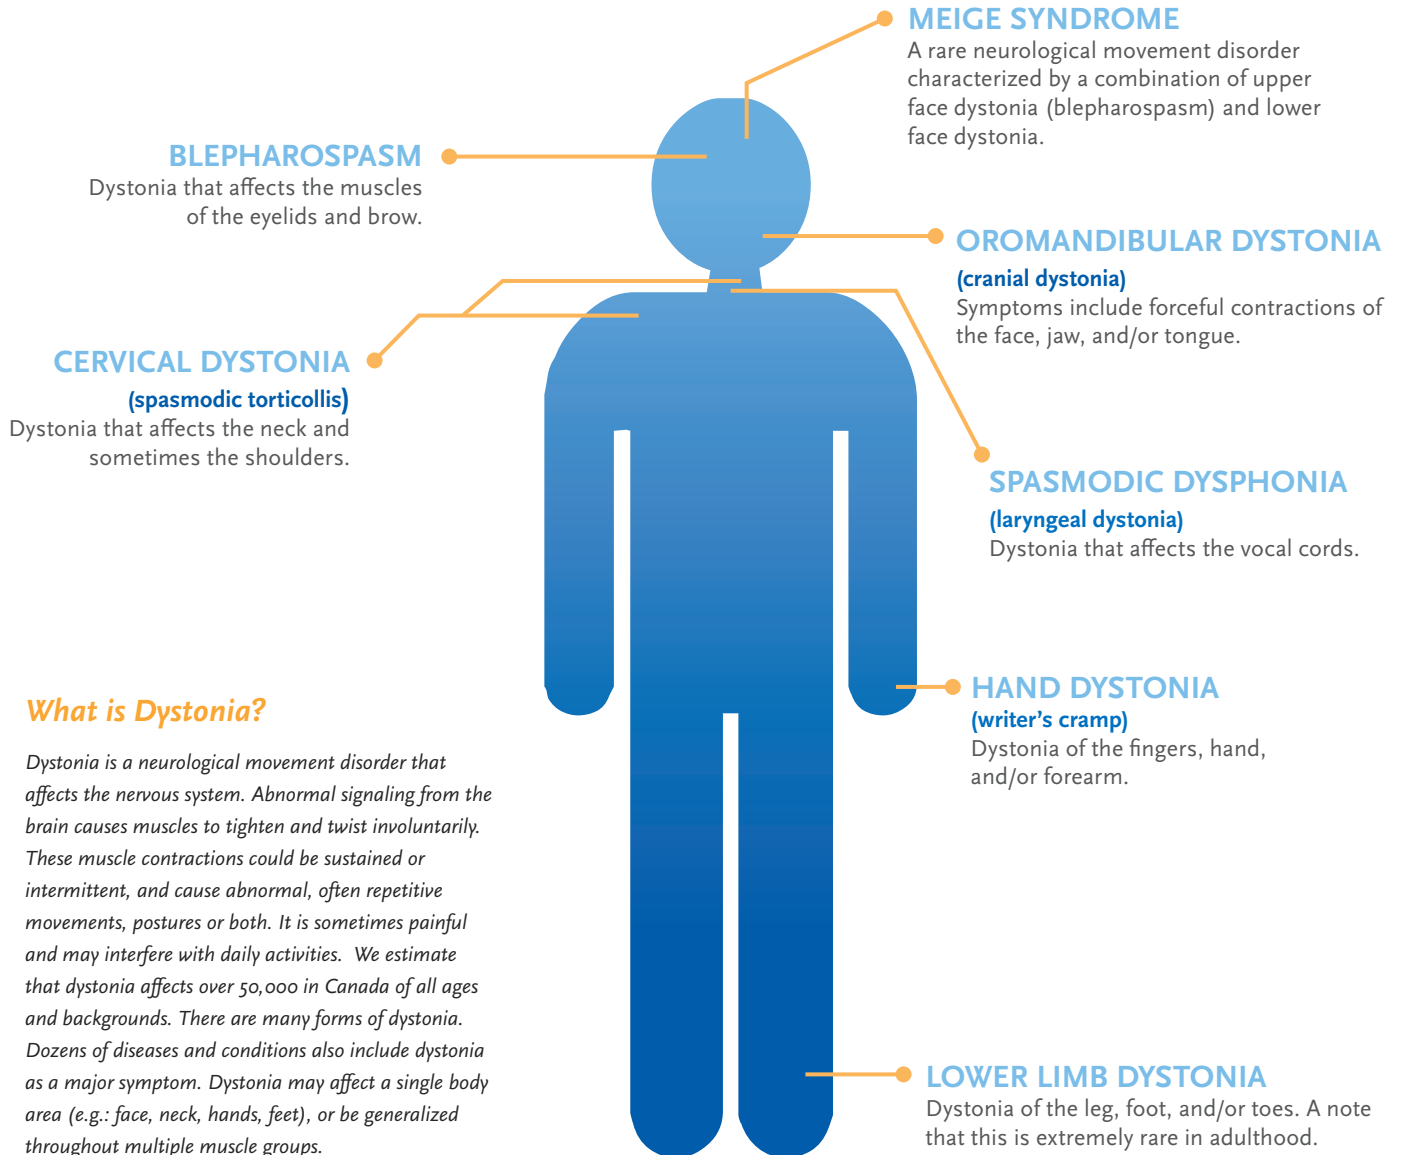 MEIGE SYNDROME
A rare neurological movement disorder
characterized by a combination of upper
face dystonia (blepharospasm) and lower
face dystonia.
BLEPHAROSPASM
Dystonia that affects the muscles
of the eyelids and brow.
OROMANDIBULAR DYSTONIA
(cranial dystonia)
Symptoms include forceful contractions of
the face, jaw, and/or tongue.
CERVICAL DYSTONIA
(spasmodic torticollis)
Dystonia that affects the neck and
sometimes the shoulders.
SPASMODIC DYSPHONIA
(laryngeal dystonia)
Dystonia that affects the vocal cords.
HAND DYSTONIA
(writer’s cramp)
Dystonia of the fingers, hand,
and/or forearm.
What is Dystonia?
Dystonia is a neurological movement disorder that
affects the nervous system. Abnormal signaling from the
brain causes muscles to tighten and twist involuntarily.
These muscle contractions could be sustained or
intermittent, and cause abnormal, often repetitive
movements, postures or both. It is sometimes painful
and may interfere with daily activities.  We estimate
that dystonia affects over 50,000 in Canada of all ages
and backgrounds. There are many forms of dystonia.
Dozens of diseases and conditions also include dystonia
as a major symptom. Dystonia may affect a single body
area (e.g.: face, neck, hands, feet), or be generalized
throughout multiple muscle groups.
LOWER LIMB DYSTONIA
Dystonia of the leg, foot, and/or toes. A note
that this is extremely rare in adulthood.